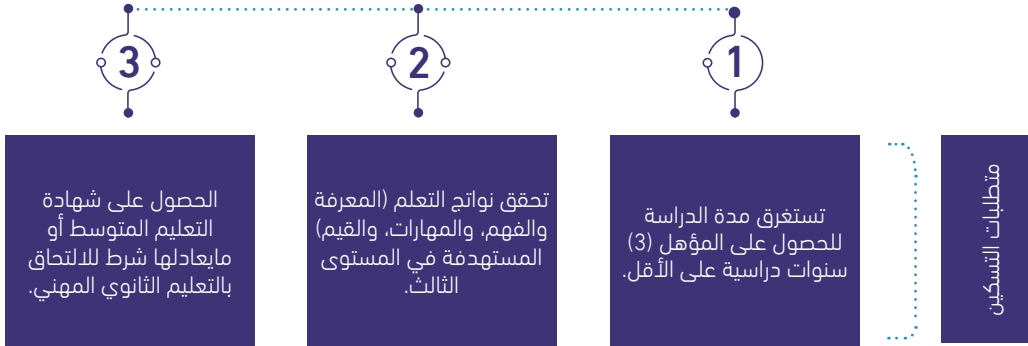 متطلبات التسكين
1
تستغرق مدة الدراسة
للحصول على المؤهل (3)
سنوات دراسية على الأقل.
2
تحقق نواتج التعلم (المعرفة
والفهم، والمهارات، والقيم)
المستهدفة في المستوى
الثالث.
3
الحصول على شهادة
التعليم المتوسط أو
مايعادلها شرط للالتحاق
بالتعليم الثانوي المهني.